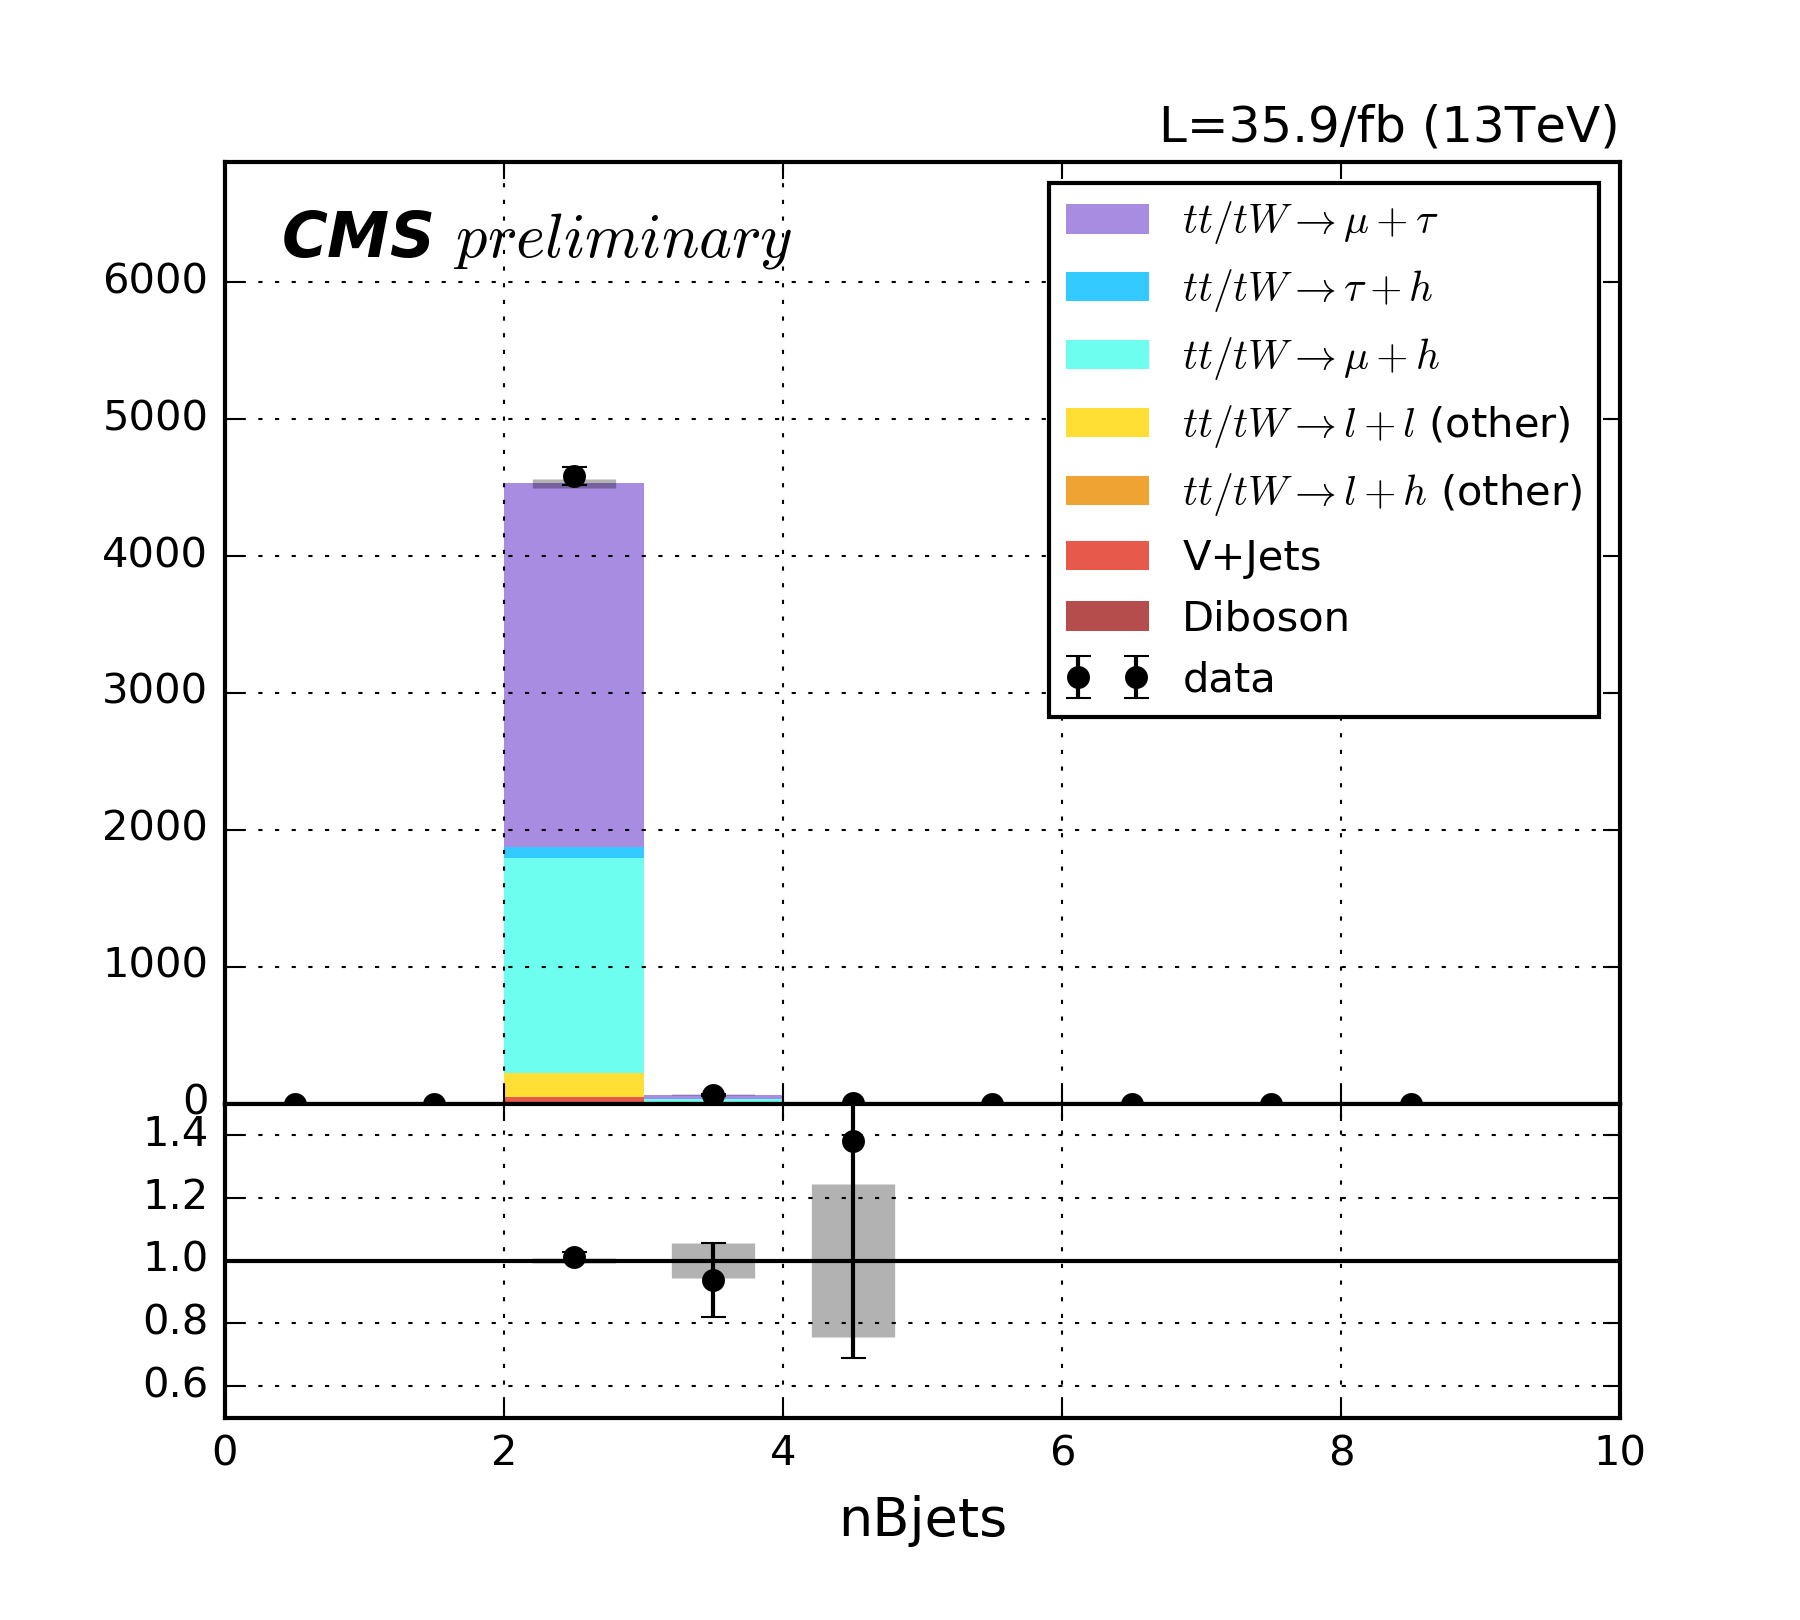 L=35.9/fb (13TeV)
CMS preliminary
tt/tW→μ+τ
tt/tW→τ+h
tt/tW→μ+h
tt/tW→l+l (other)
tt/tW→l+h (other)
V+Jets
Diboson
data
6000
5000
4000
3000
2000
1000
0
1.4
1.2
1.0
0.8
0.6
0 2 4 6 8 10
nBjets